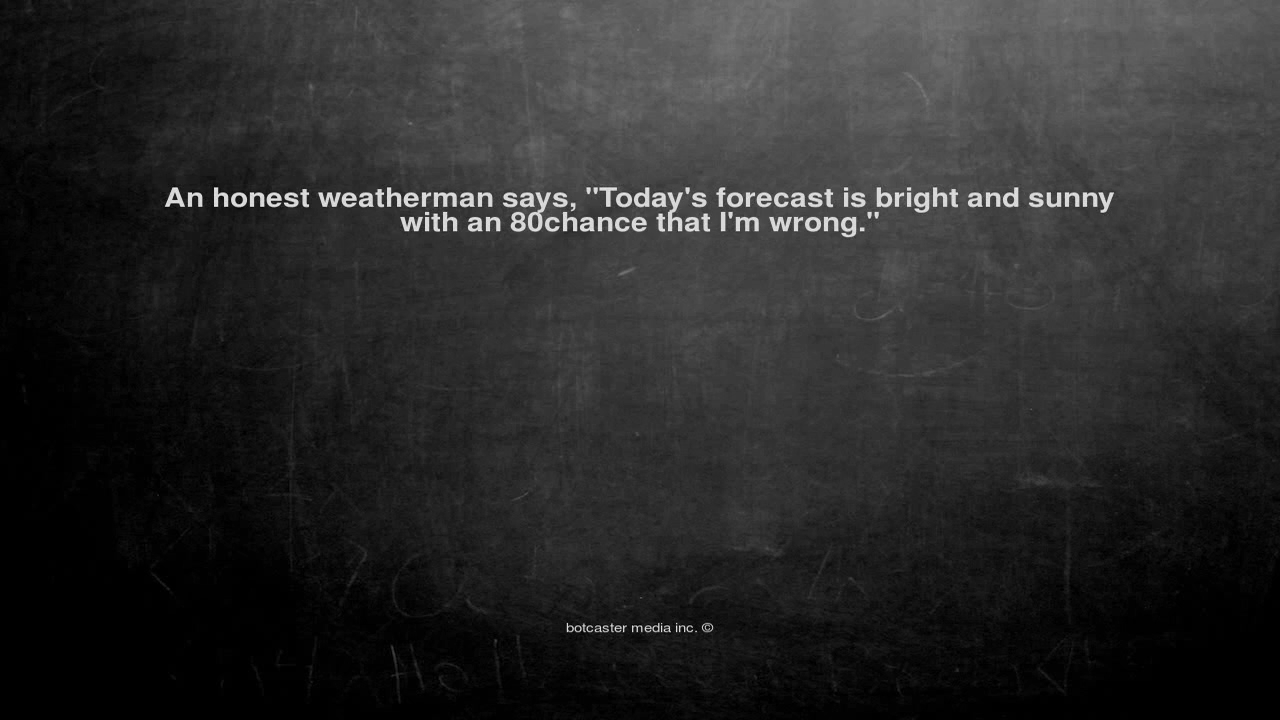 An honest weatherman says, "Today's forecast is bright and sunny
with an 80chance that I'm wrong."
botcaster media inc. ©